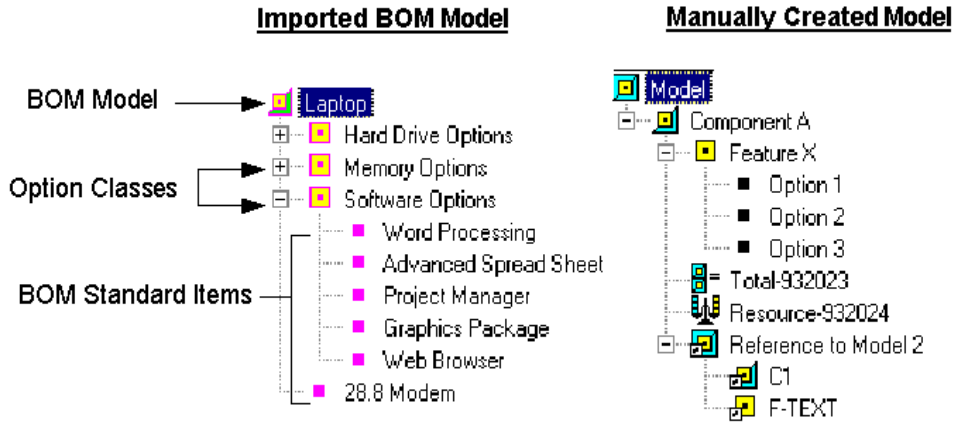 Imported BOM Model
Manually Created Model
BOM Model
Laptop
Hard Drive Options
Option Classes
Memory Options
Software Options
BOM Standard Items
Word Processing
Advanced Spread Sheet
Project Manager
Graphics Package
Web Browser
28.8 Modem
Model
Component A
Feature X
Option 1
Option 2
Option 3
Total-932023
Resource-932024
Reference to Model 2
C1
F-TEXT